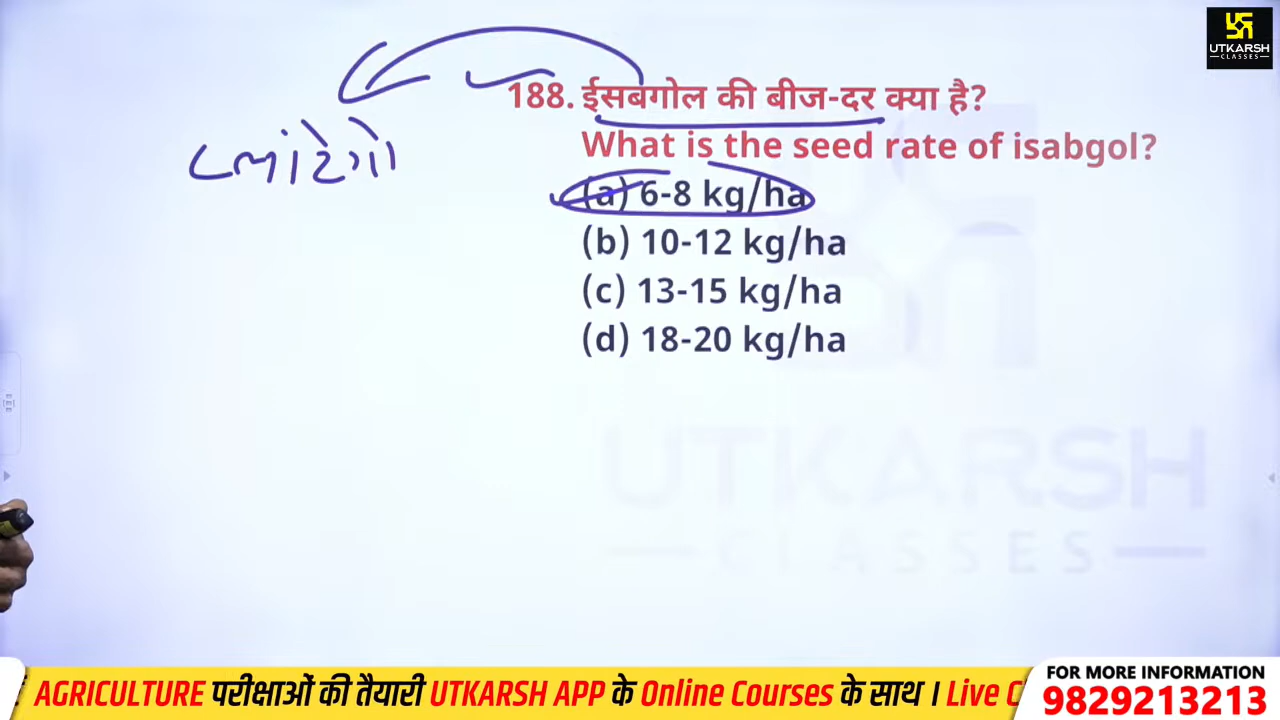 UTKARSH
CLASSES
188. ईसबगोल की बीज-दर क्या है?
What is the seed rate of isabgol?
(a) 6-8 kg/ha
(b) 10-12 kg/ha
(c) 13-15 kg/ha
(d) 18-20 kg/ha
UTKARSH
CLASSES
AGRICULTURE परीक्षाओं की तैयारी UTKARSH APP के Online Courses के साथ । Live
FOR MORE INFORMATION
9829213213